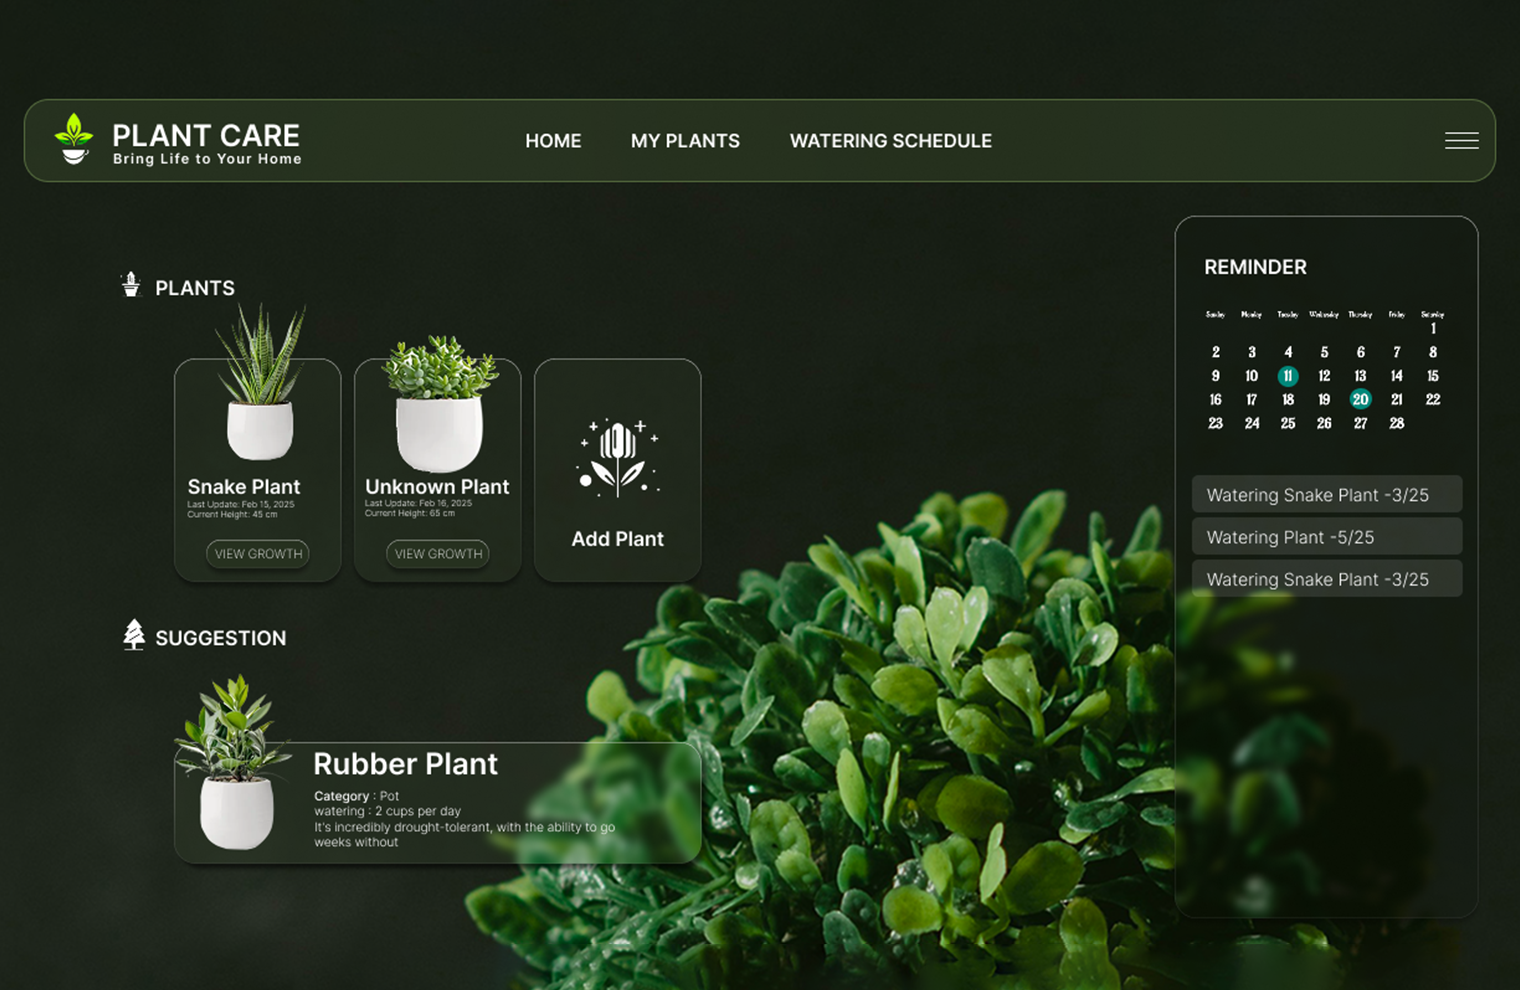 PLANT CARE
Bring Life to Your Home
HOME
MY PLANTS
WATERING SCHEDULE
PLANTS
Snake Plant
Last Update: Feb 15, 2025
Current Height: 45 cm
VIEW GROWTH
Unknown Plant
Last Update: Feb 16, 2025
Current Height: 65 cm
VIEW GROWTH
Add Plant
SUGGESTION
Rubber Plant
Category : Pot
watering : 2 cups per day
It's incredibly drought-tolerant, with the ability to go
weeks without
REMINDER
Sunday Monday Tuesday Wednesday Thursday Friday Saturday
1
2 3 4 5 6 7 8
9 10 11 12 13 14 15
16 17 18 19 20 21 22
23 24 25 26 27 28
Watering Snake Plant -3/25
Watering Plant -5/25
Watering Snake Plant -3/25